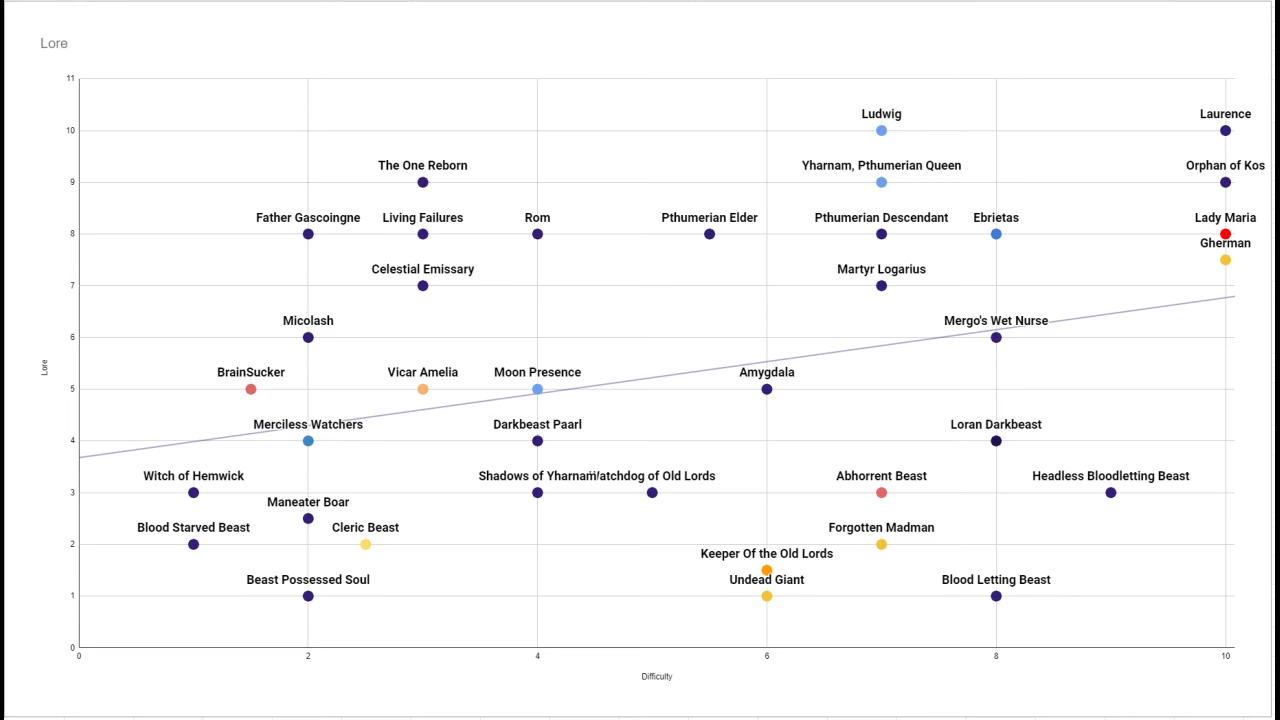 Lore
11
Ludwig
Laurence
10
The One Reborn
Yharnam, Pthumerian Queen
Orphan of Kos
9
Father Gascoingne
Living Failures
Rom
Pthumerian Elder
Pthumerian Descendant
Ebrietas
Lady Maria
8
Gherman
Celestial Emissary
Martyr Logarius
7
Micolash
Mergo's Wet Nurse
6
BrainSucker
Vicar Amelia
Moon Presence
Amygdala
5
Lore
Merciless Watchers
Darkbeast Paarl
Loran Darkbeast
4
Witch of Hemwick
Shadows of Yharnam
Watchdog of Old Lords
Abhorrent Beast
Headless Bloodletting Beast
3
Maneater Boar
Blood Starved Beast
Cleric Beast
Forgotten Madman
2
Keeper Of the Old Lords
Beast Possessed Soul
Undead Giant
Blood Letting Beast
1
0
0 2 4 6 8 10
Difficulty